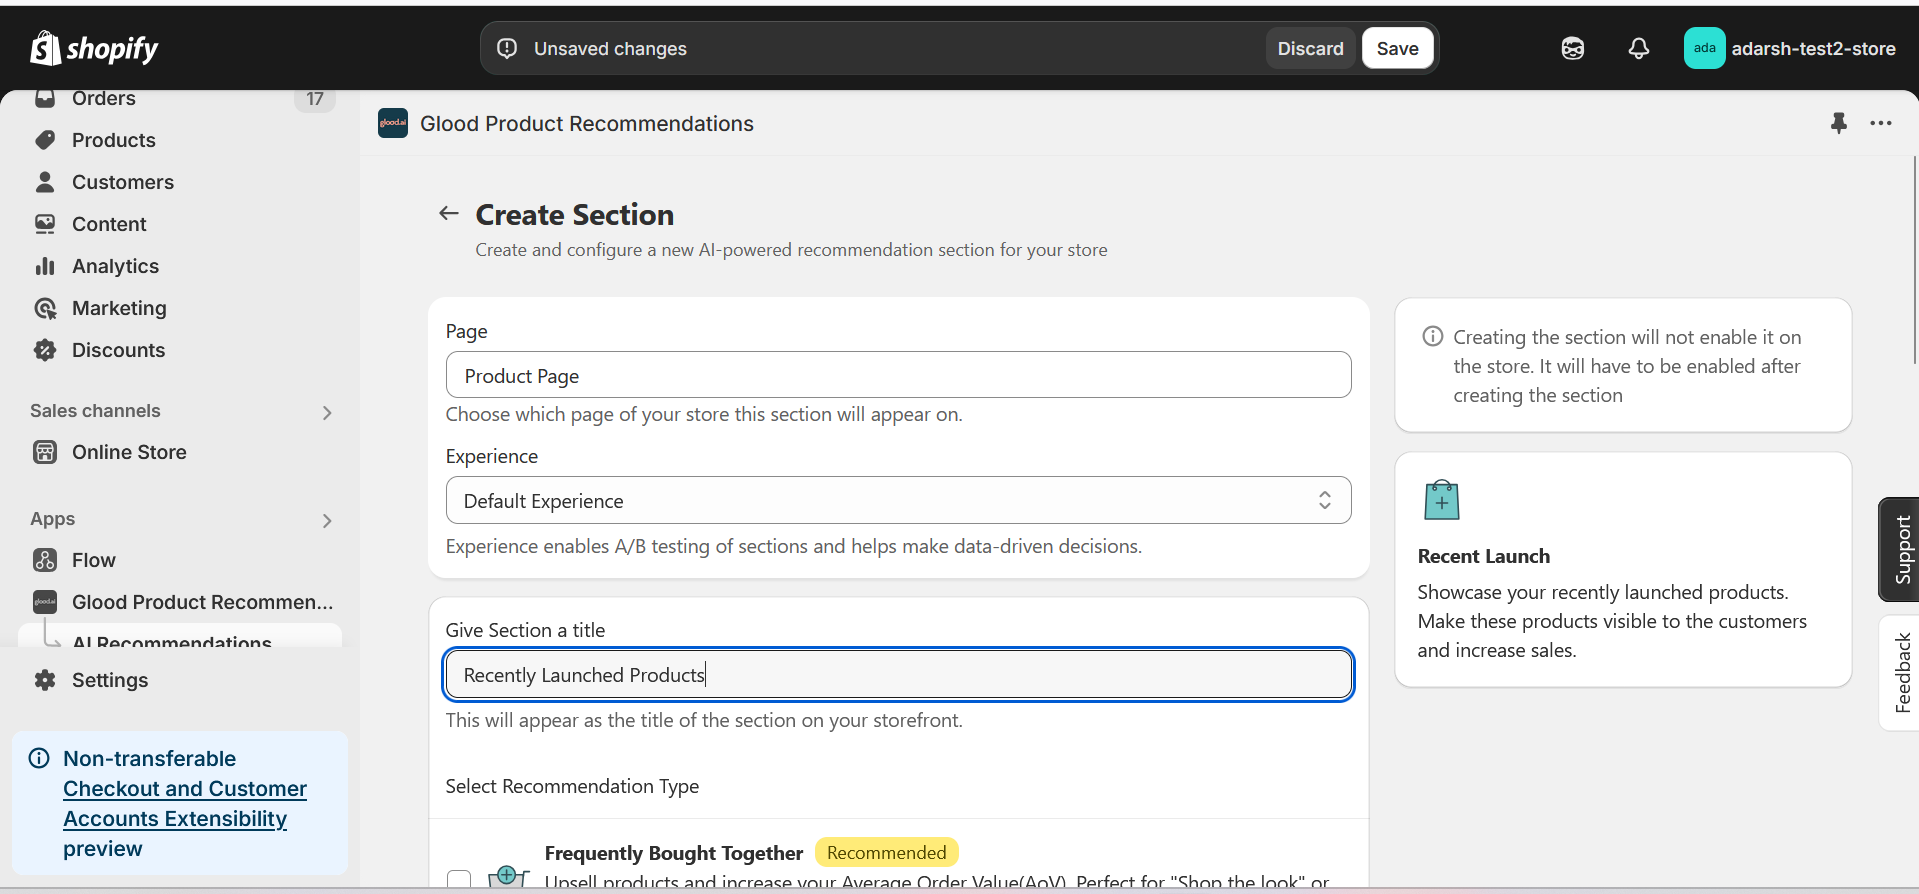 shopify
Unsaved changes
Discard
Save
ada
adarsh-test2-store
Orders
17
Products
Customers
Content
Analytics
Marketing
Discounts
Sales channels
Online Store
Apps
Flow
Glood Product Recommen...
AI Recommendations
Settings
Non-transferable
Checkout and Customer
Accounts Extensibility
preview
glood.ai
Glood Product Recommendations
Create Section
Create and configure a new AI-powered recommendation section for your store
Page
Product Page
Choose which page of your store this section will appear on.
Experience
Default Experience
Experience enables A/B testing of sections and helps make data-driven decisions.
Give Section a title
Recently Launched Products
This will appear as the title of the section on your storefront.
Select Recommendation Type
Frequently Bought Together
Recommended
Upsell products and increase your Average Order Value(AoV). Perfect for "Shop the look" or
Creating the section will not enable it on
the store. It will have to be enabled after
creating the section
Recent Launch
Showcase your recently launched products.
Make these products visible to the customers
and increase sales.
Support
Feedback